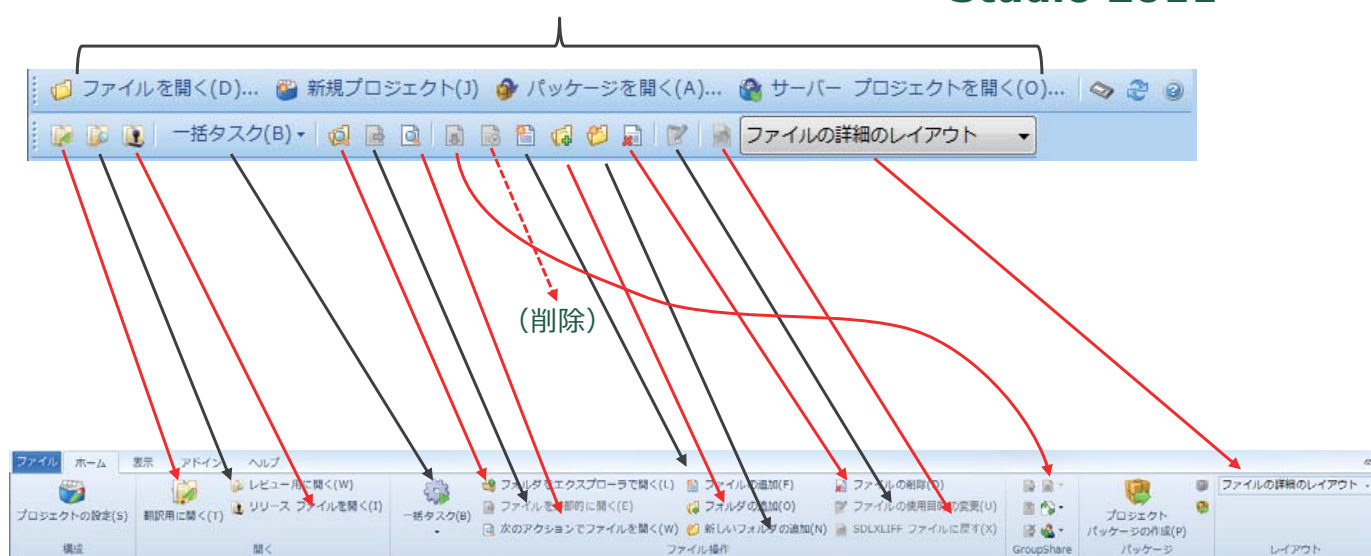 Studio 2011
ファイルを開く(D)... 新規プロジェクト(J) パッケージを開く(A)... サーバー プロジェクトを開く(O)...
一括タスク(B) ファイルの詳細のレイアウト
(削除)
ファイル ホーム 表示 アドイン ヘルプ
プロジェクトの設定(S)
構成
翻訳用に開く(T)
レビュー用に開く(W)
リリース ファイルを開く(I)
開く
一括タスク(B)
フォルダをエクスプローラで開く(L)
ファイルを外部的に開く(E)
次のアクションでファイルを開く(W)
ファイルの追加(F)
フォルダの追加(O)
新しいフォルダの追加(N)
ファイルの削除(D)
ファイルの使用目的の変更(U)
SDLXLIFF ファイルに戻す(X)
ファイル操作
GroupShare
プロジェクト
パッケージの作成(P)
パッケージ
ファイルの詳細のレイアウト
レイアウト